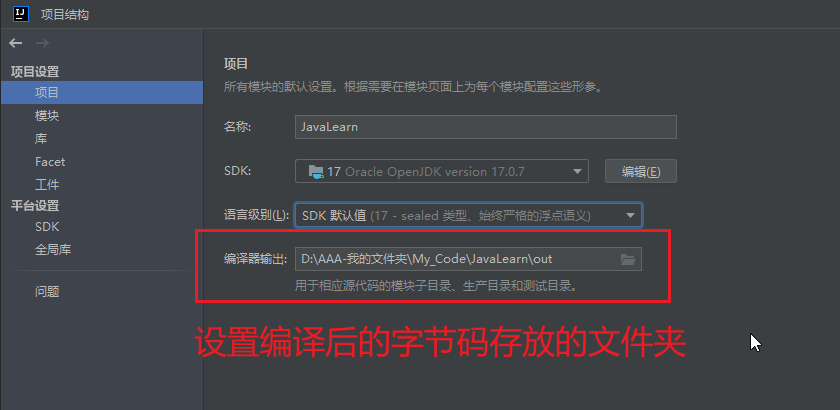 IJ 项目结构
项目设置
项目
模块
库
Facet
工件
平台设置
SDK
全局库
问题
项目
所有模块的默认设置。根据需要在模块页面上为每个模块配置这些形参。
名称: JavaLearn
SDK: 17 Oracle OpenJDK version 17.0.7 编辑(E)
语言级别(L): SDK 默认值 (17 - sealed 类型、始终严格的浮点语义)
编译器输出: D:\AAA-我的文件夹\My_Code\JavaLearn\out
用于相应源代码的模块子目录、生产目录和测试目录。
设置编译后的字节码存放的文件夹